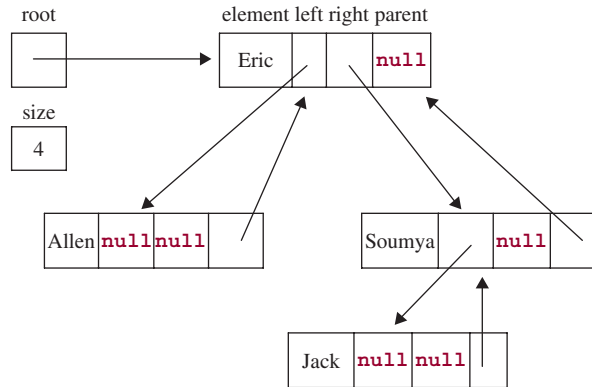 root
element left right parent
Eric null
size
4
Allen null null
Soumya null
Jack null null